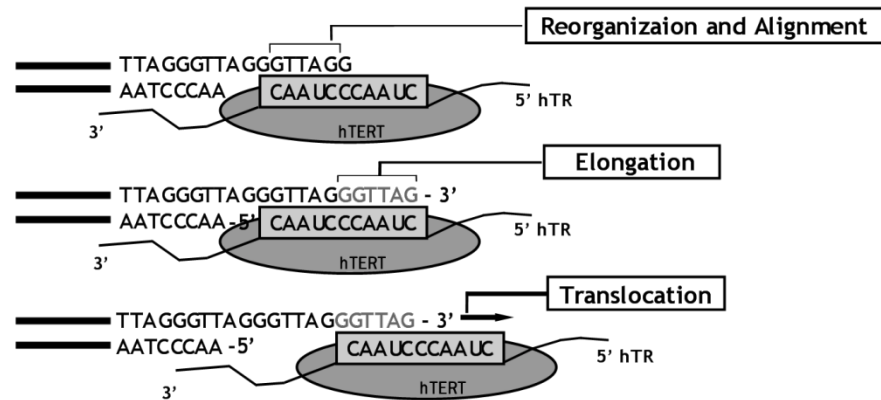 Reorganizaion and Alignment
TTAGGGTTAGGGTTAGG
AATCCCAA CAAUCCCAAUC
5' hTR
3' hTERT
Elongation
TTAGGGTTAGGGTTAGGGTTAG - 3'
AATCCCAA -5' CAAUCCCAAUC
5' hTR
3' hTERT
Translocation
TTAGGGTTAGGGTTAGGGTTAG - 3'
AATCCCAA -5' CAAUCCCAAUC
5' hTR
3' hTERT